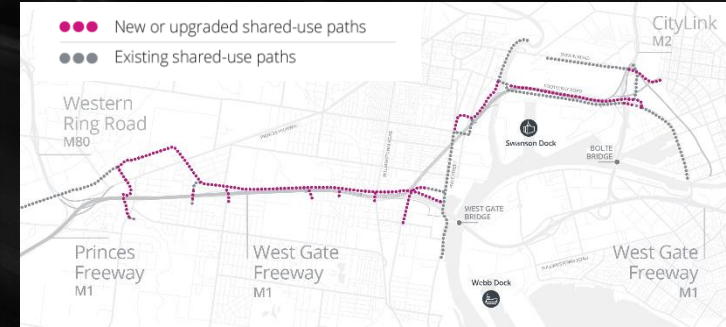 New or upgraded shared-use paths
Existing shared-use paths
CityLink
M2
Western
Ring Road
M80
Swanson Dock
BOLTE
BRIDGE
WEST GATE
BRIDGE
Princes
Freeway
M1
West Gate
Freeway
M1
Webb Dock
West Gate
Freeway
M1